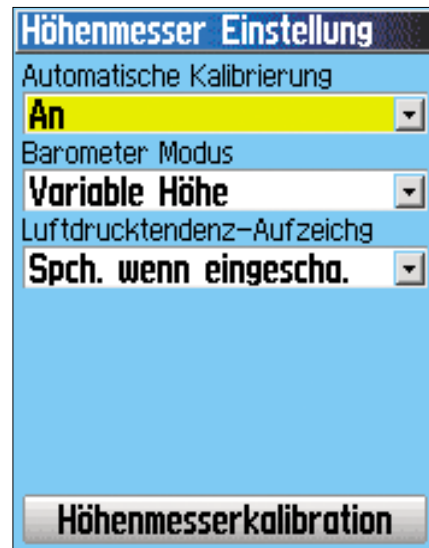 Höhenmesser Einstellung
Automatische Kalibrierung
An
Barometer Modus
Variable Höhe
Luftdrucktendenz-Aufzeichg
Spch. wenn eingescha.
Höhenmesserkalibration